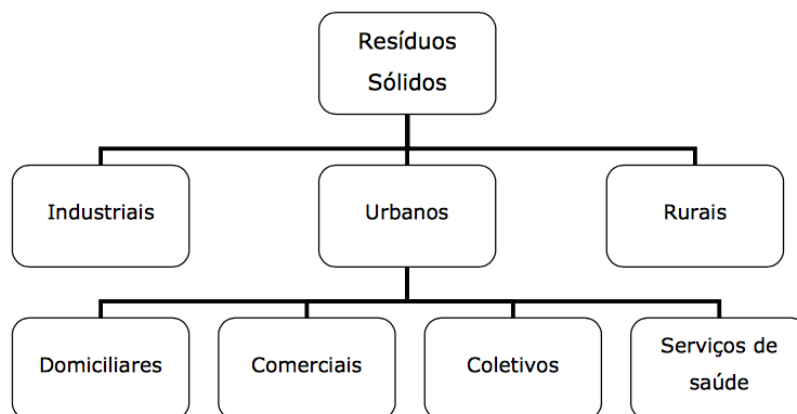 Resíduos
Sólidos
Industriais
Urbanos
Rurais
Domiciliares
Comerciais
Coletivos
Serviços de
saúde